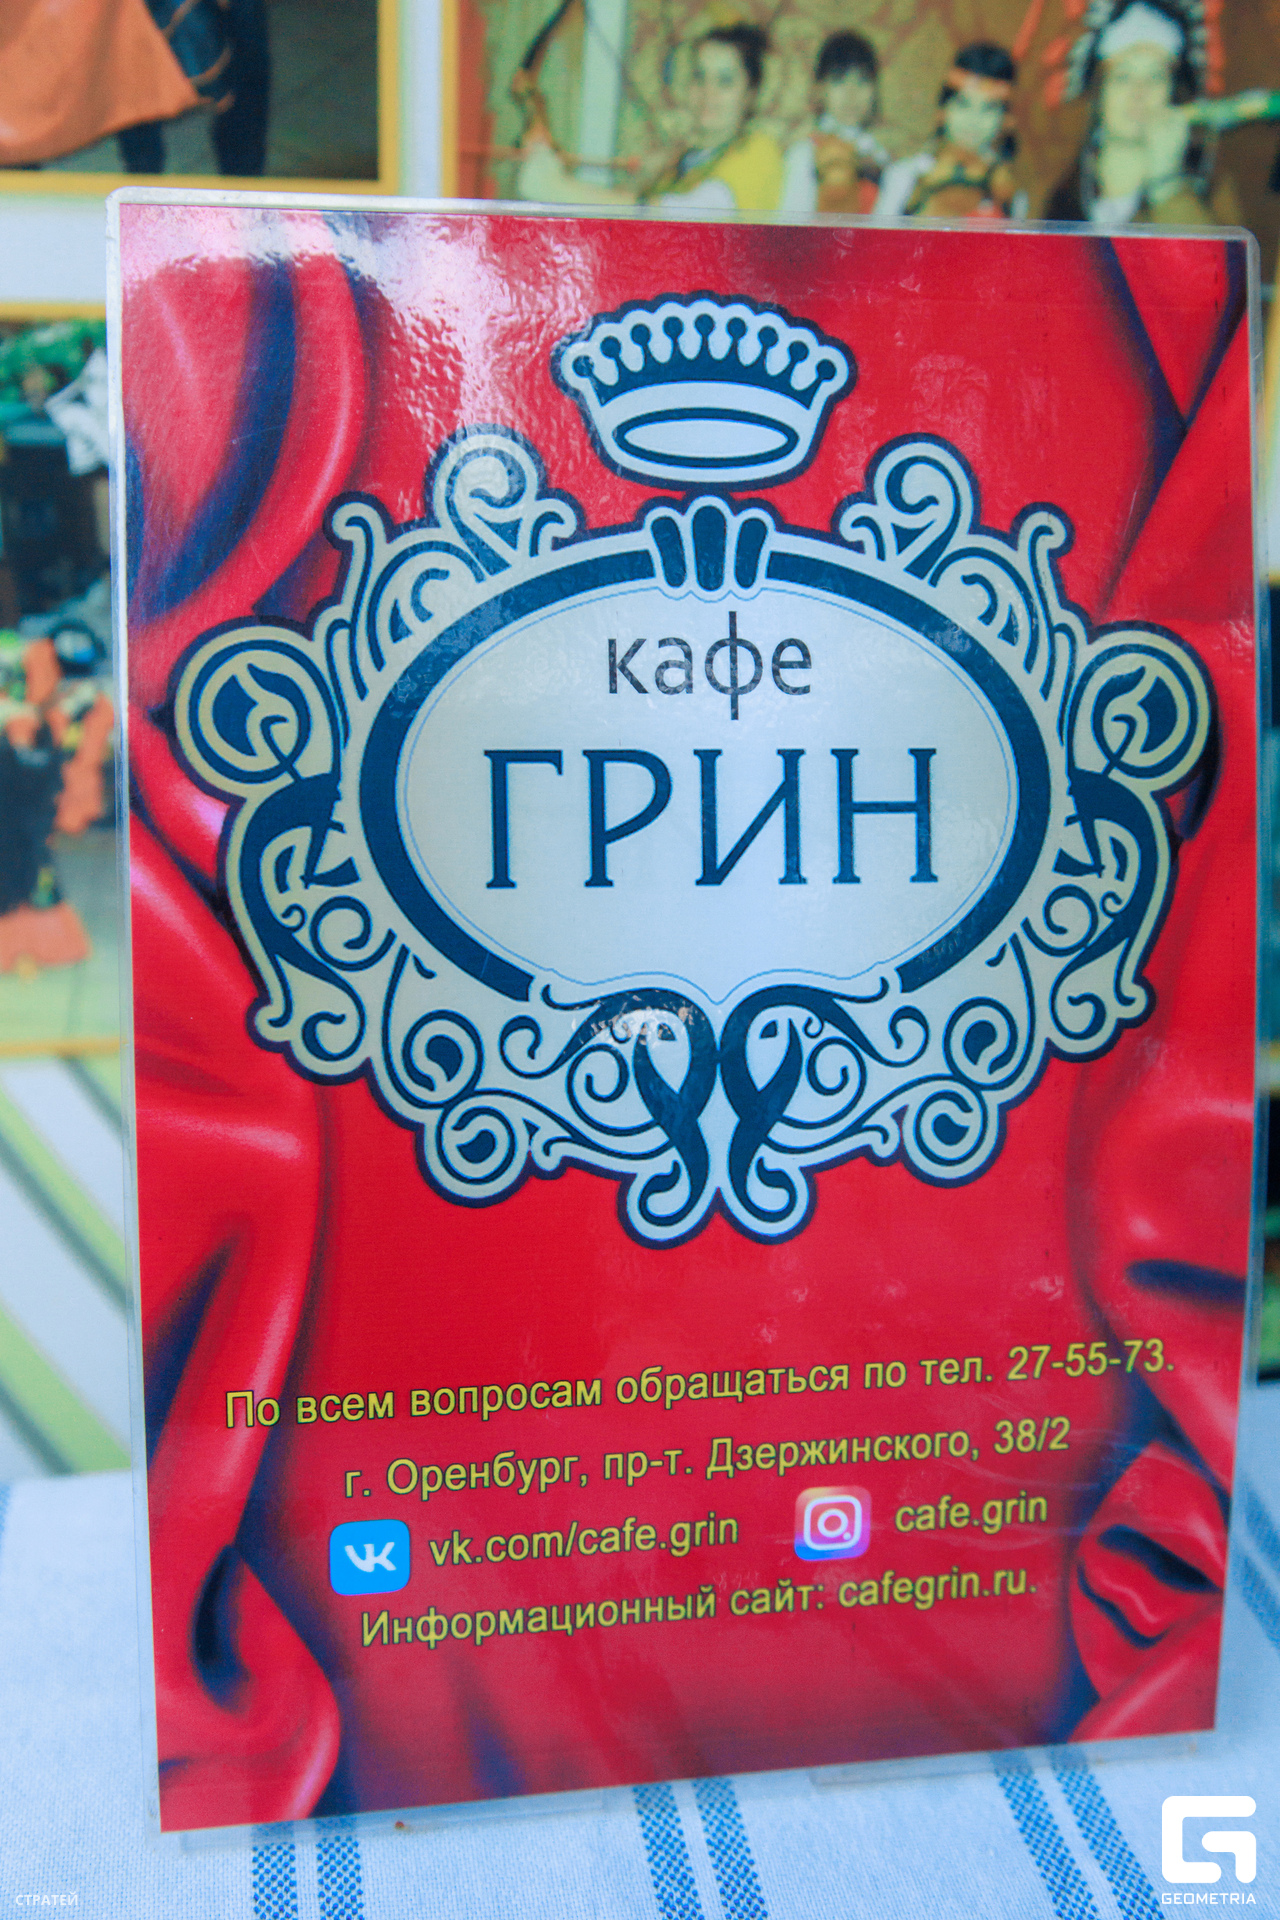 кафе
ГРИН
По всем вопросам обращаться по тел. 27-55-73.
г. Оренбург, пр-т. Дзержинского, 38/2
vk.com/cafe.grin cafe.grin
Информационный сайт: cafegrin.ru.
СТРАТЕЙ
GEOMETRIA